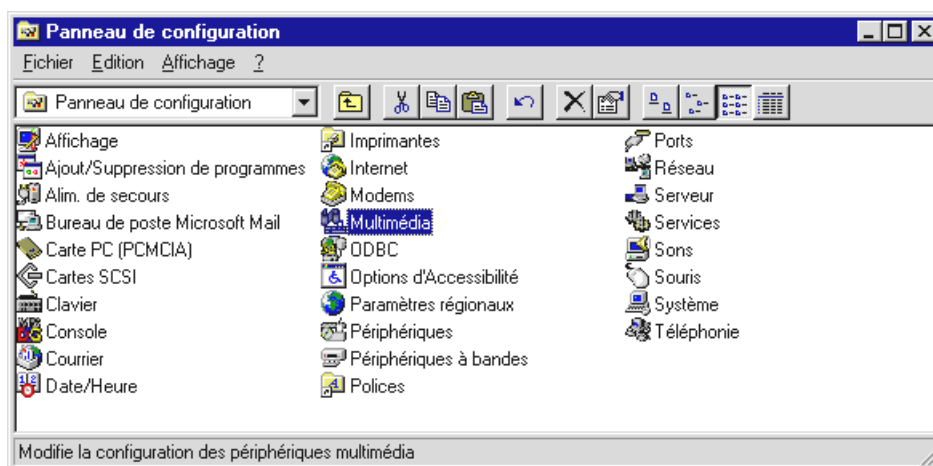 Panneau de configuration
Fichier Edition Affichage ?
Panneau de configuration
Affichage
Ajout/Suppression de programmes
Alim. de secours
Bureau de poste Microsoft Mail
Carte PC (PCMCIA)
Cartes SCSI
Clavier
Console
Courrier
Date/Heure
Imprimantes
Internet
Modems
Multimédia
ODBC
Options d'Accessibilité
Paramètres régionaux
Périphériques
Périphériques à bandes
Polices
Ports
Réseau
Serveur
Services
Sons
Souris
Système
Téléphonie
Modifie la configuration des périphériques multimédia